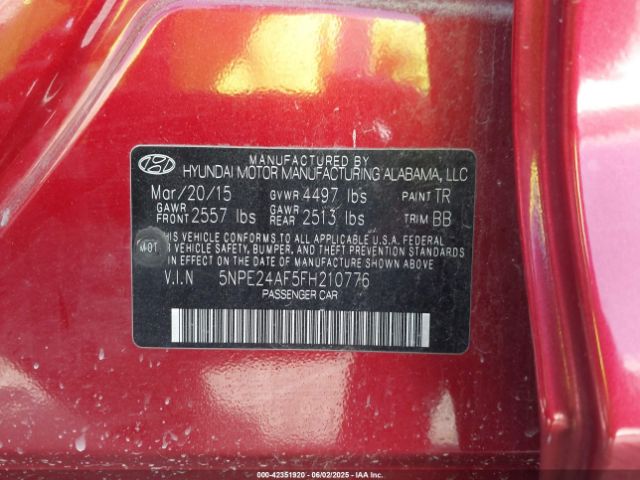 MANUFACTURED BY
HYUNDAI MOTOR MANUFACTURING ALABAMA, LLC
Mar/20/15 GVWR 4497 lbs PAINT TR
GAWR FRONT 2557 lbs GAWR REAR 2513 lbs TRIM BB
THIS VEHICLE CONFORMS TO ALL APPLICABLE U.S.A. FEDERAL
MOTOR VEHICLE SAFETY, BUMPER, AND THEFT PREVENTION STANDARDS
IN EFFECT ON THE DATE OF MANUFACTURE SHOWN ABOVE.
V.I.N 5NPE24AF5FH210776
PASSENGER CAR
000-42351920 06/02/2025 - IAA Inc.